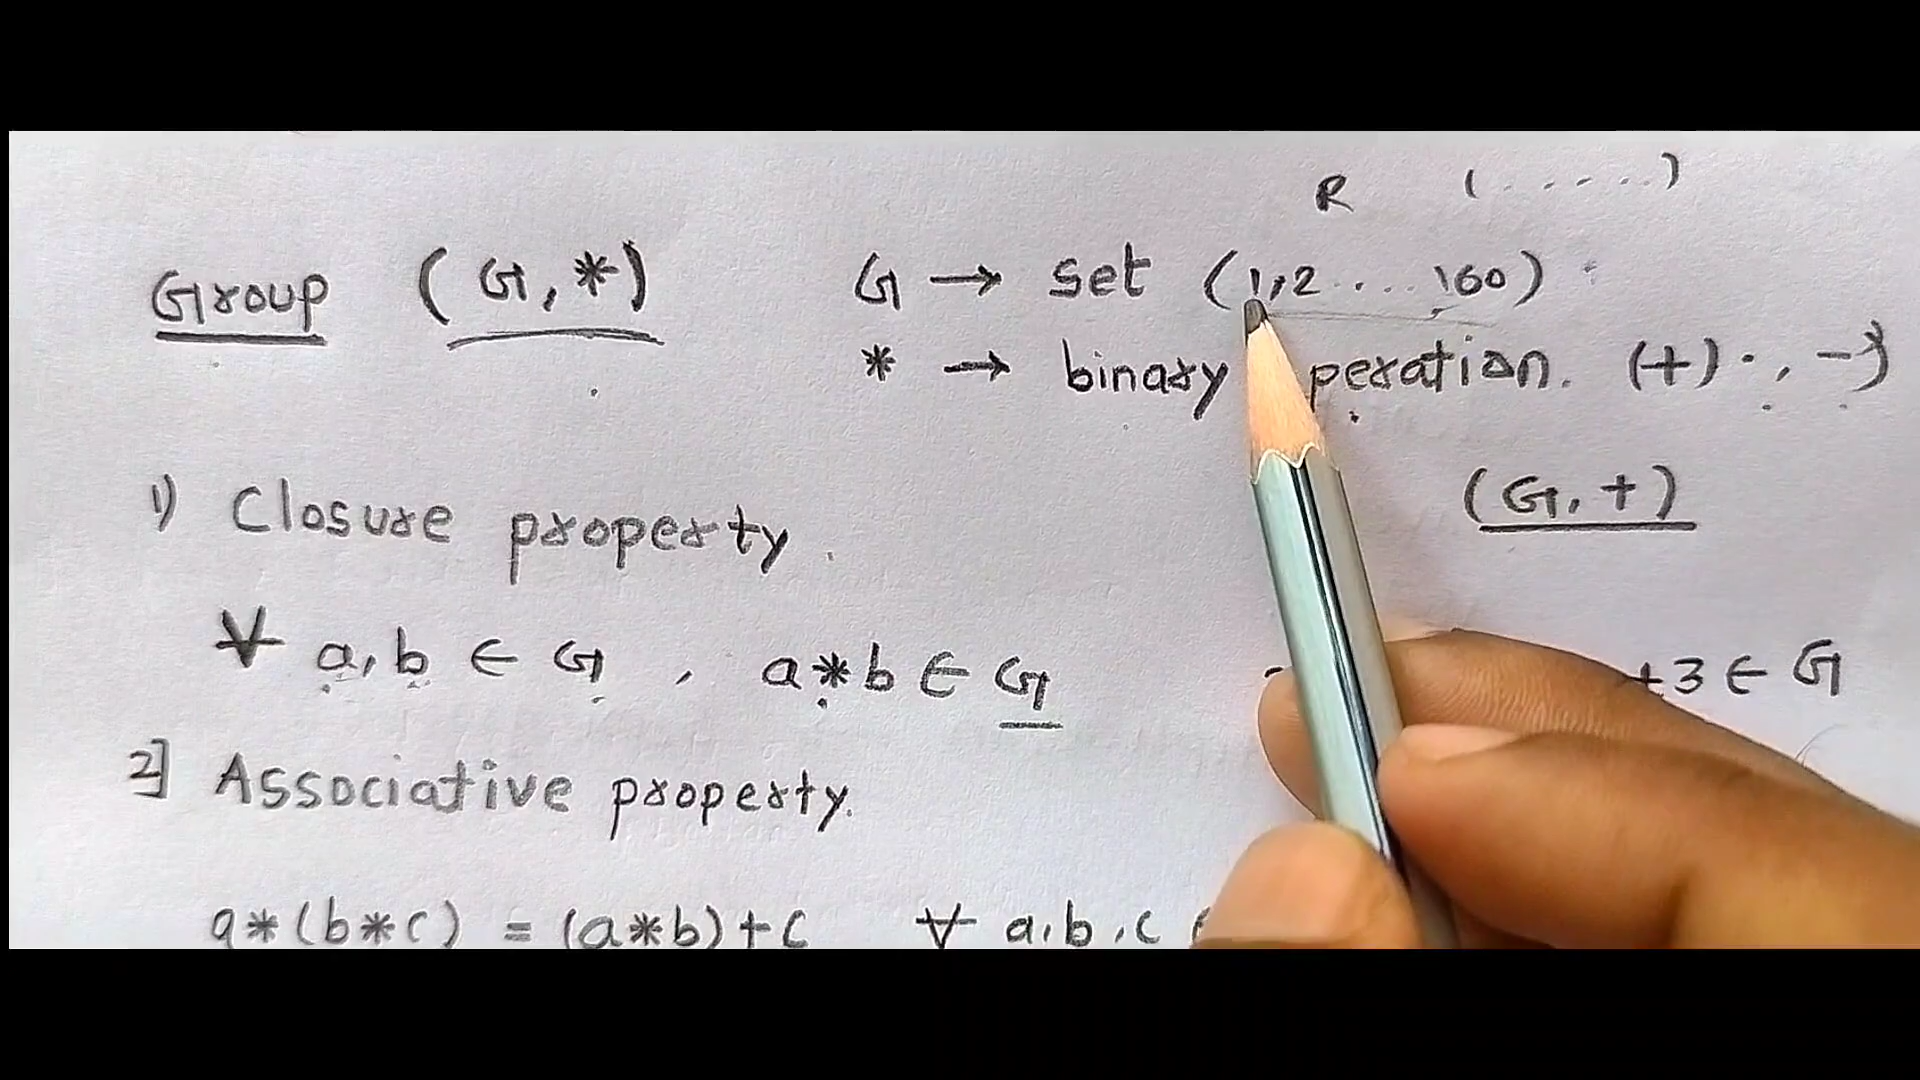 R (.....)
Group (G,*) G → set (1,2....100)
* → binary peration. (+) ., -)
1) Closure property.
(G,+)
∀ a,b ∈ G , a*b ∈ G +3 ∈ G
2] Associative property.
a*(b*c) = (a*b)+c ∀ a,b,c